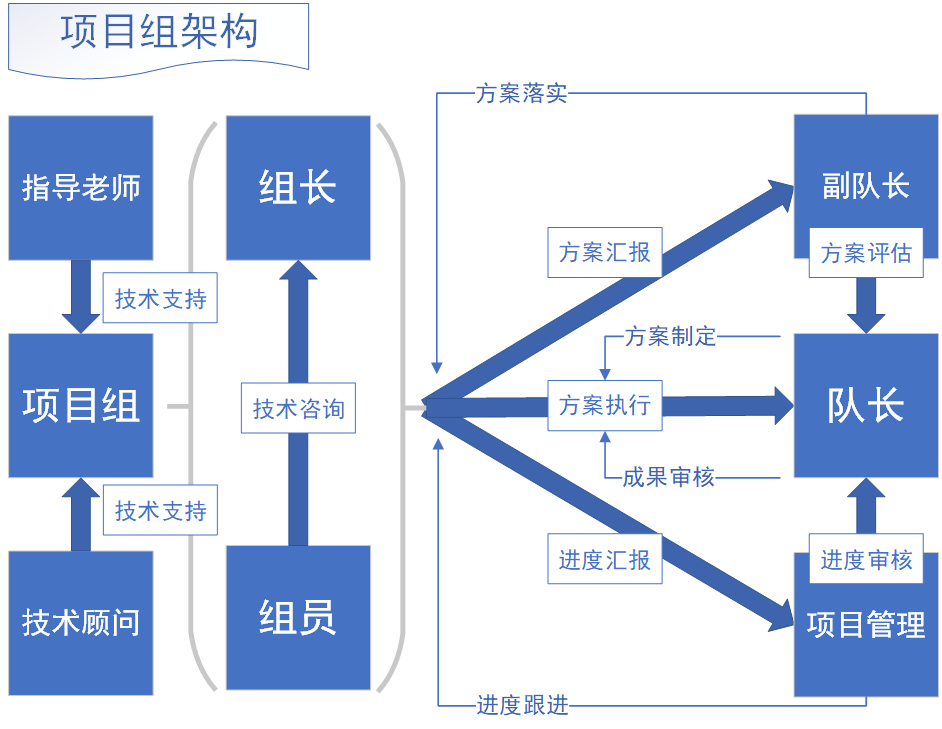 项目组架构
方案落实
指导老师
组长
副队长
方案汇报
方案评估
技术支持
方案制定
项目组
技术咨询
方案执行
队长
成果审核
技术支持
进度汇报
进度审核
技术顾问
组员
项目管理
进度跟进